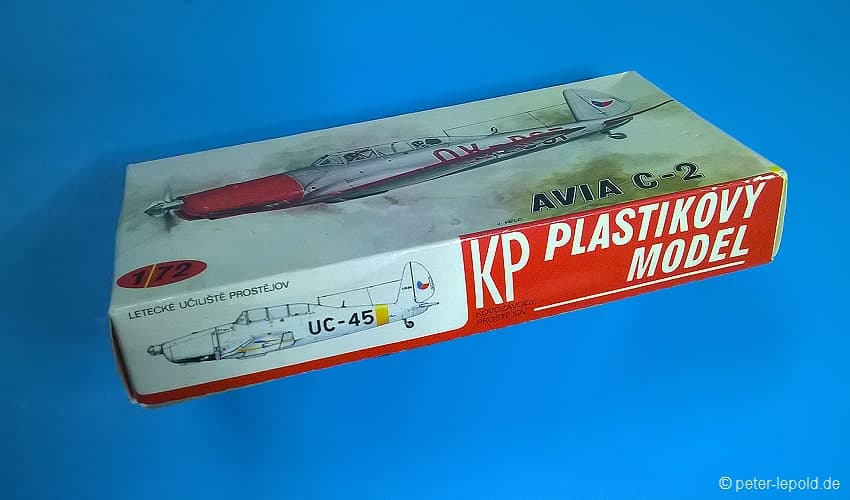 AVIA C-2
1/72
LETECKÉ UČILIŠTĚ PROSTĚJOV
UC-45
KP PLASTIKOVÝ
MODEL
KOVOZÁVODY
PROSTĚJOV
© peter-lepold.de